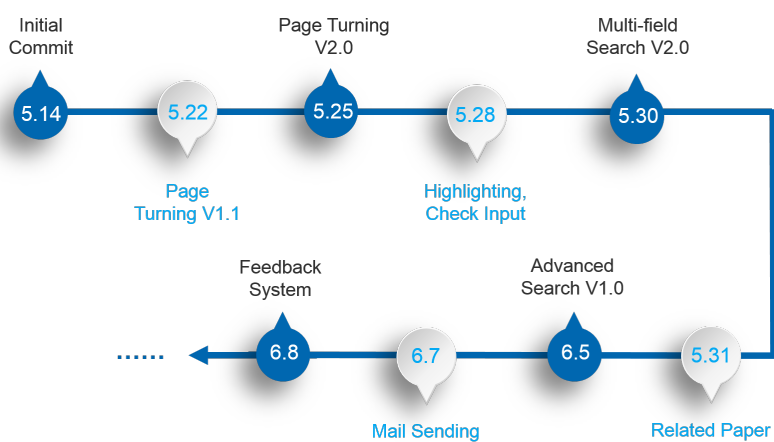 Initial
Commit
Page Turning
V2.0
Multi-field
Search V2.0
5.14
5.22
5.25
5.28
5.30
Page
Turning V1.1
Highlighting,
Check Input
Feedback
System
Advanced
Search V1.0
......
6.8
6.7
6.5
5.31
Mail Sending
Related Paper